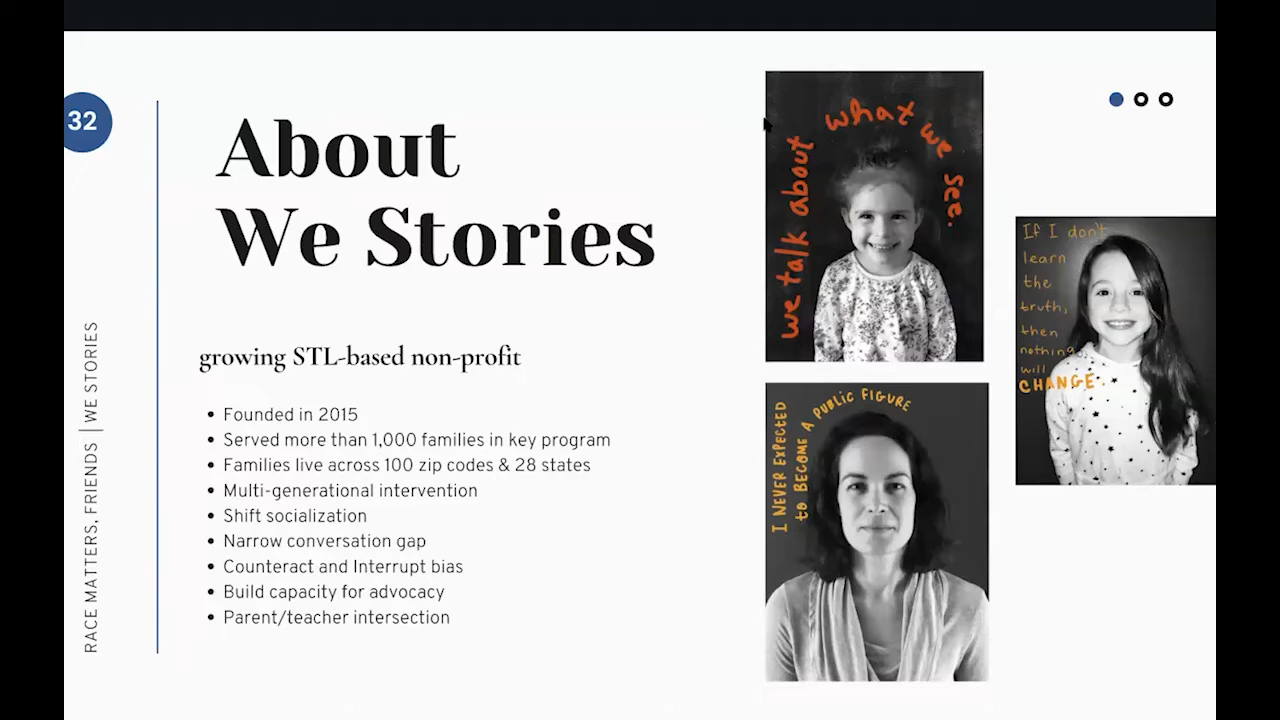 32
About
We Stories
growing STL-based non-profit
• Founded in 2015
• Served more than 1,000 families in key program
• Families live across 100 zip codes & 28 states
• Multi-generational intervention
• Shift socialization
• Narrow conversation gap
• Counteract and Interrupt bias
• Build capacity for advocacy
• Parent/teacher intersection
RACE MATTERS, FRIENDS | WE STORIES
we talk about what we see.
If I don't
learn
the
truth,
then
nothing
will
CHANGE
I NEVER EXPECTED
to BECOME A PUBLIC FIGURE